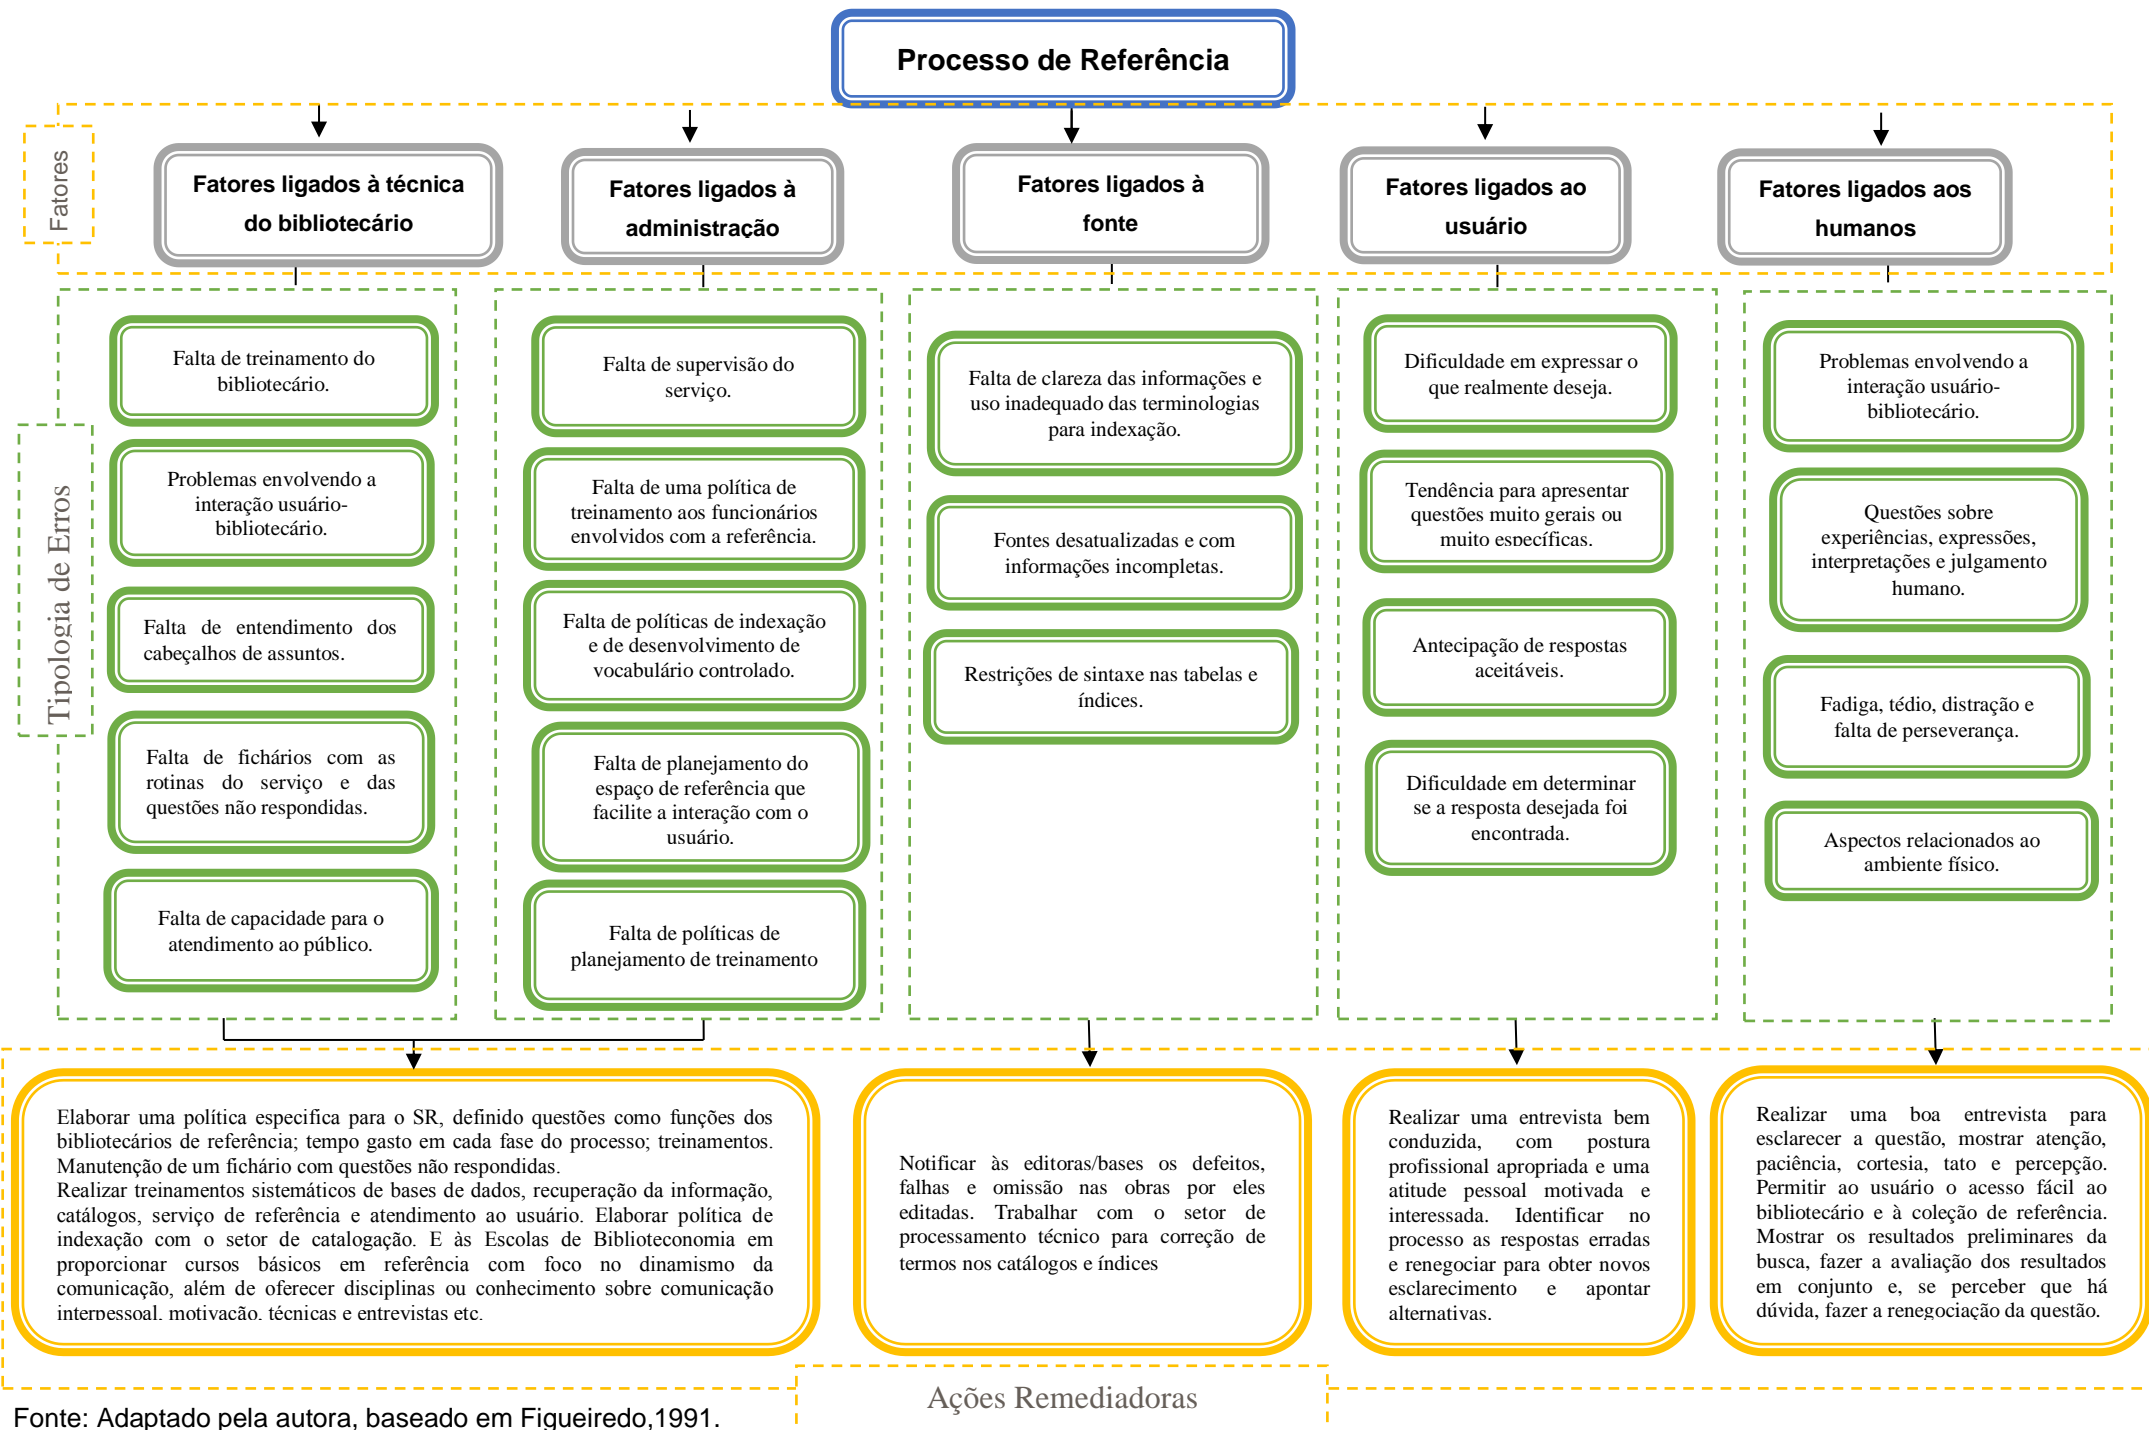 Processo de Referência
Fatores
Fatores ligados à técnica
do bibliotecário
Fatores ligados à
administração
Fatores ligados à
fonte
Fatores ligados ao
usuário
Fatores ligados aos
humanos
Tipologia de Erros
Falta de treinamento do
bibliotecário.
Problemas envolvendo a
interação usuário-
bibliotecário.
Falta de entendimento dos
cabeçalhos de assuntos.
Falta de fichários com as
rotinas do serviço e das
questões não respondidas.
Falta de capacidade para o
atendimento ao público.
Falta de supervisão do
serviço.
Falta de uma política de
treinamento aos funcionários
envolvidos com a referência.
Falta de políticas de indexação
e de desenvolvimento de
vocabulário controlado.
Falta de planejamento do
espaço de referência que
facilite a interação com o
usuário.
Falta de políticas de
planejamento de treinamento
Falta de clareza das informações e
uso inadequado das terminologias
para indexação.
Fontes desatualizadas e com
informações incompletas.
Restrições de sintaxe nas tabelas e
índices.
Dificuldade em expressar o
que realmente deseja.
Tendência para apresentar
questões muito gerais ou
muito específicas.
Antecipação de respostas
aceitáveis.
Dificuldade em determinar
se a resposta desejada foi
encontrada.
Problemas envolvendo a
interação usuário-
bibliotecário.
Questões sobre
experiências, expressões,
interpretações e julgamento
humano.
Fadiga, tédio, distração e
falta de perseverança.
Aspectos relacionados ao
ambiente físico.
Elaborar uma política especifica para o SR, definido questões como funções dos
bibliotecários de referência; tempo gasto em cada fase do processo; treinamentos.
Manutenção de um fichário com questões não respondidas.
Realizar treinamentos sistemáticos de bases de dados, recuperação da informação,
catálogos, serviço de referência e atendimento ao usuário. Elaborar política de
indexação com o setor de catalogação. E às Escolas de Biblioteconomia em
proporcionar cursos básicos em referência com foco no dinamismo da
comunicação, além de oferecer disciplinas ou conhecimento sobre comunicação
interpessoal, motivação, técnicas e entrevistas etc.
Notificar às editoras/bases os defeitos,
falhas e omissão nas obras por eles
editadas. Trabalhar com o setor de
processamento técnico para correção de
termos nos catálogos e índices
Realizar uma entrevista bem
conduzida, com postura
profissional apropriada e uma
atitude pessoal motivada e
interessada. Identificar no
processo as respostas erradas
e renegociar para obter novos
esclarecimento e apontar
alternativas.
Realizar uma boa entrevista para
esclarecer a questão, mostrar atenção,
paciência, cortesia, tato e percepção.
Permitir ao usuário o acesso fácil ao
bibliotecário e à coleção de referência.
Mostrar os resultados preliminares da
busca, fazer a avaliação dos resultados
em conjunto e, se perceber que há
dúvida, fazer a renegociação da questão.
Ações Remediadoras
Fonte: Adaptado pela autora, baseado em Figueiredo,1991.